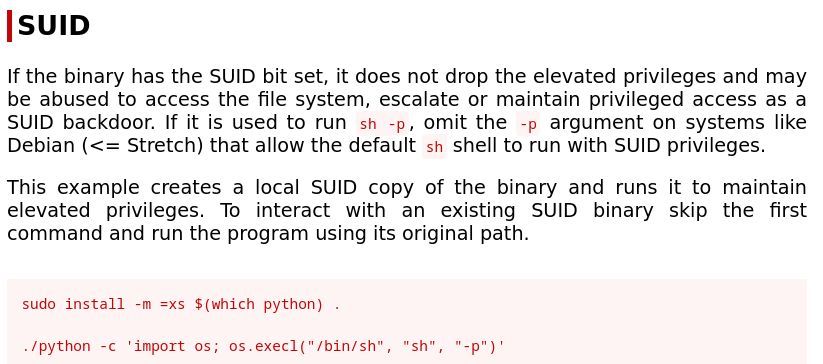 SUID
If the binary has the SUID bit set, it does not drop the elevated privileges and may
be abused to access the file system, escalate or maintain privileged access as a
SUID backdoor. If it is used to run sh -p, omit the -p argument on systems like
Debian (<= Stretch) that allow the default sh shell to run with SUID privileges.
This example creates a local SUID copy of the binary and runs it to maintain
elevated privileges. To interact with an existing SUID binary skip the first
command and run the program using its original path.
sudo install -m =xs $(which python) .
./python -c 'import os; os.execl("/bin/sh", "sh", "-p")'